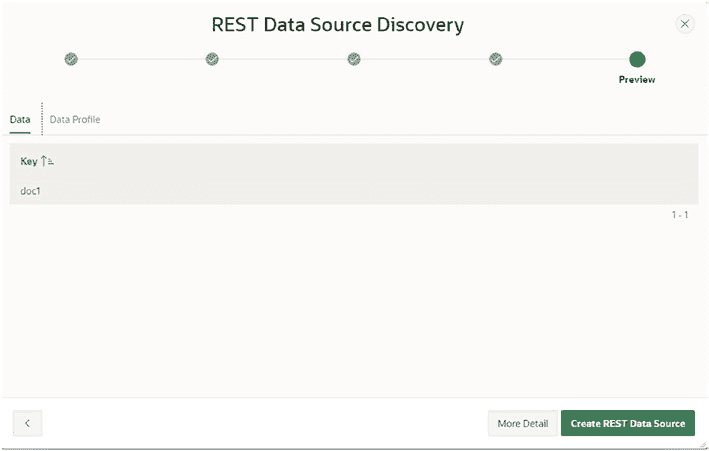 REST Data Source Discovery
Preview
Data
Data Profile
Key
doc1
1 - 1
More Detail
Create REST Data Source